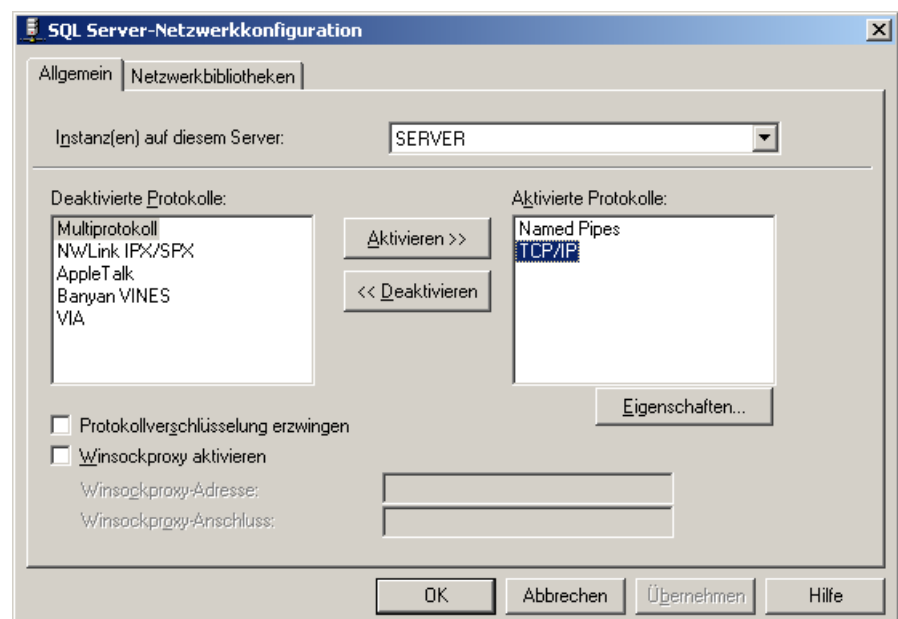 SQL Server-Netzwerkkonfiguration
Allgemein
Netzwerkbibliotheken
Instanz(en) auf diesem Server:
SERVER
Deaktivierte Protokolle:
Aktivierte Protokolle:
Multiprotokoll
NWLink IPX/SPX
AppleTalk
Banyan VINES
VIA
Aktivieren >>
<< Deaktivieren
Named Pipes
TCP/IP
Eigenschaften...
Protokollverschlüsselung erzwingen
Winsockproxy aktivieren
Winsockproxy-Adresse:
Winsockproxy-Anschluss:
OK
Abbrechen
Übernehmen
Hilfe